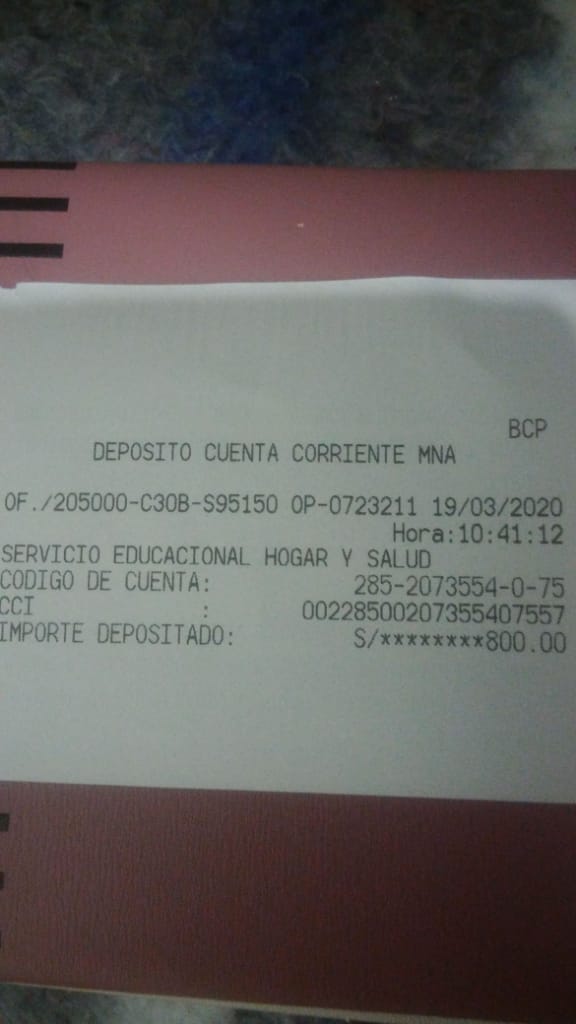 BCP
DEPOSITO CUENTA CORRIENTE MNA
OF./205000-C30B-S95150 OP-0723211 19/03/2020
Hora:10:41:12
SERVICIO EDUCACIONAL HOGAR Y SALUD
CODIGO DE CUENTA: 285-2073554-0-75
CCI : 00228500207355407557
IMPORTE DEPOSITADO: S/********800.00